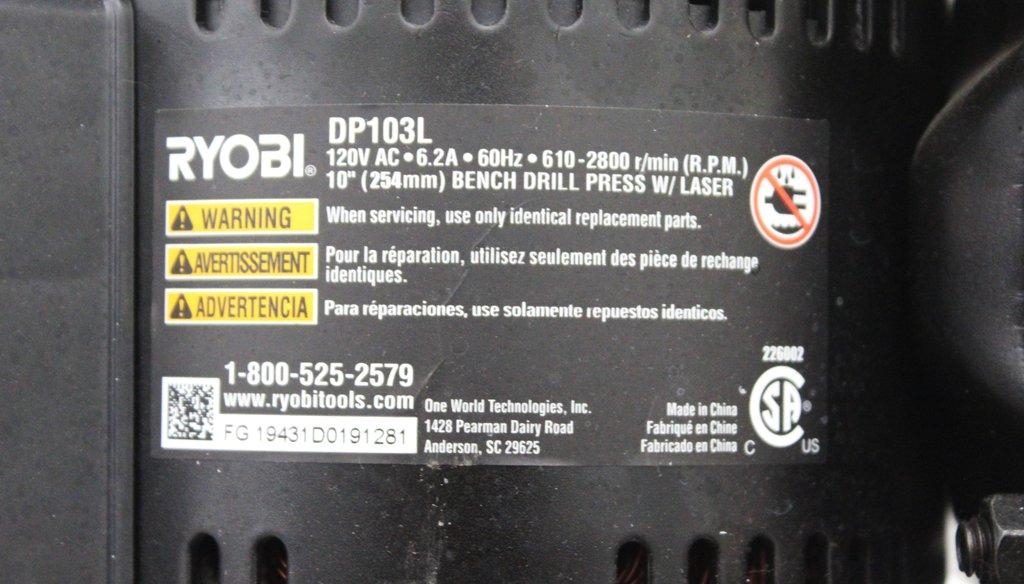 RYOBI®
DP103L
120V AC • 6.2A • 60Hz • 610-2800 r/min (R.P.M.)
10" (254mm) BENCH DRILL PRESS W/ LASER
WARNING
When servicing, use only identical replacement parts.
AVERTISSEMENT
Pour la réparation, utilisez seulement des pièce de rechange
identiques.
ADVERTENCIA
Para réparaciones, use solamente repuestos identicos.
1-800-525-2579
www.ryobitools.com
FG 19431D0191281
One World Technologies, Inc.
1428 Pearman Dairy Road
Anderson, SC 29625
Made in China
Fabriqué en Chine
Fabricado en China
226002
C SA® US